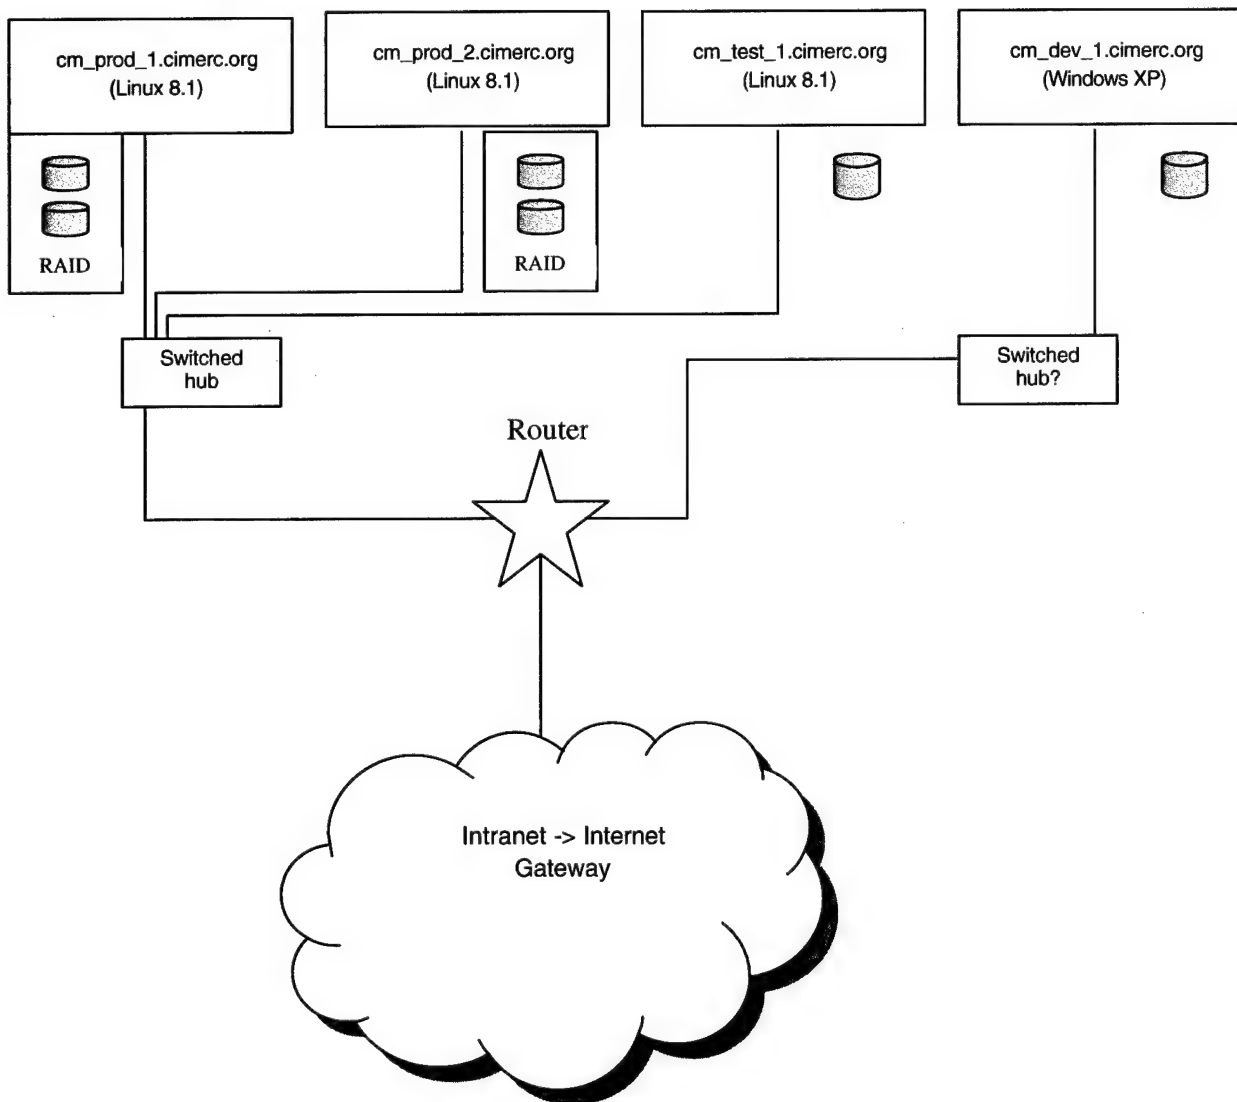 cm_prod_1.cimerc.org
(Linux 8.1)
cm_prod_2.cimerc.org
(Linux 8.1)
cm_test_1.cimerc.org
(Linux 8.1)
cm_dev_1.cimerc.org
(Windows XP)
RAID
RAID
Switched
hub
Switched
hub?
Router
Intranet -> Internet
Gateway